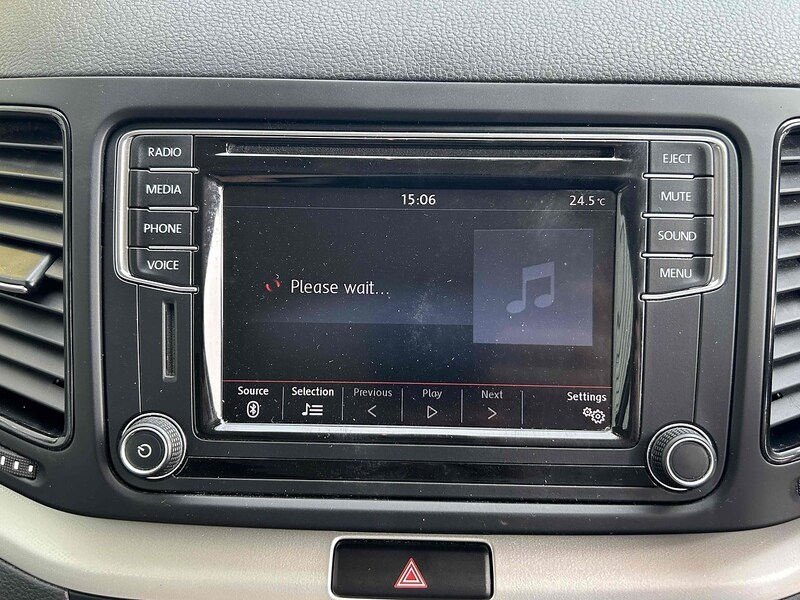 RADIO
MEDIA
PHONE
VOICE
EJECT
MUTE
SOUND
MENU
15:06
24.5°C
Please wait...
Source
Selection
Previous
Play
Next
Settings